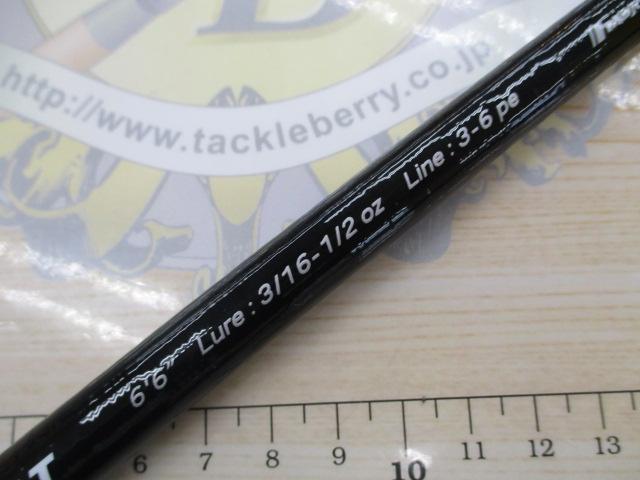 http://www.tackleberry.co.jp
6'6" Lure : 3/16-1/2 oz Line : 3-6 pe
T
6 7 8 9 10 11 12 13